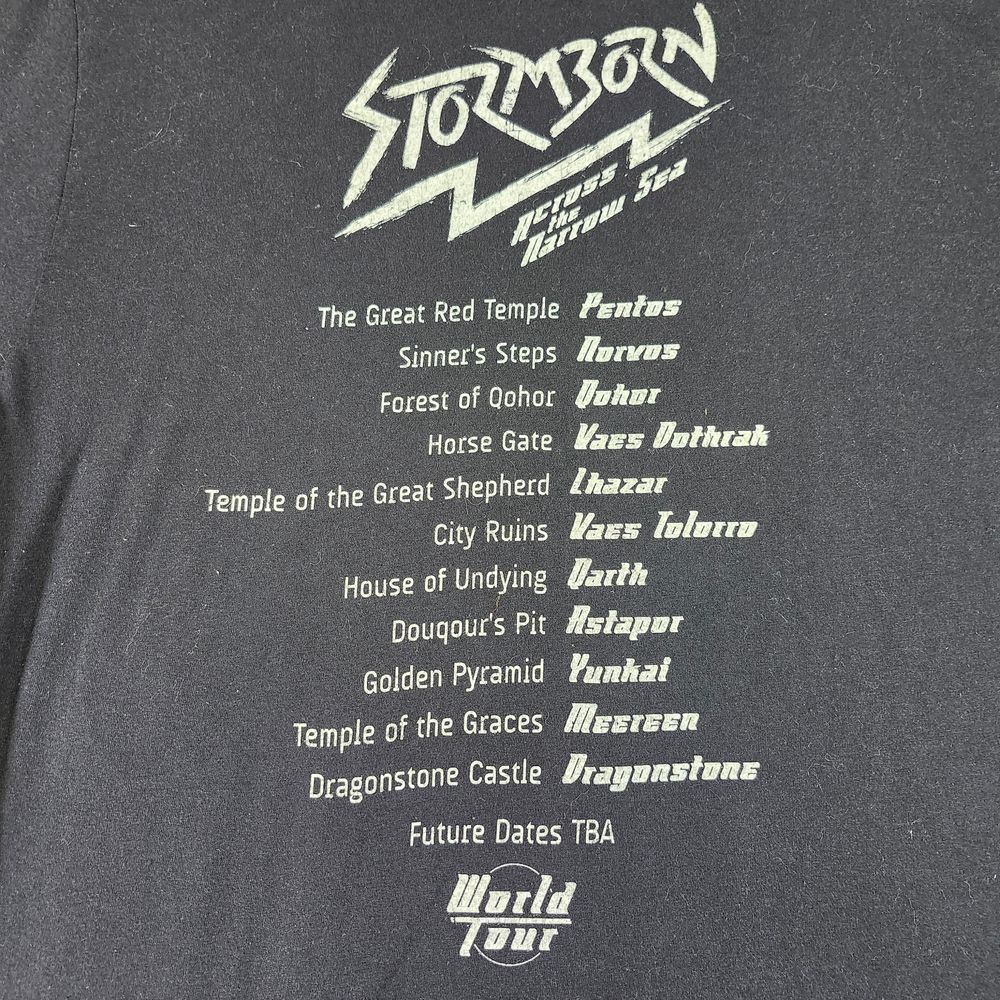 STORMBORN
Across
the
Narrow Sea
The Great Red Temple Pentos
Sinner's Steps Norvos
Forest of Qohor Qohor
Horse Gate Vaes Dothrak
Temple of the Great Shepherd Lhazar
City Ruins Vaes Tolorro
House of Undying Qarth
Douqour's Pit Astapor
Golden Pyramid Yunkai
Temple of the Graces Meereen
Dragonstone Castle Dragonstone
Future Dates TBA
World
Tour